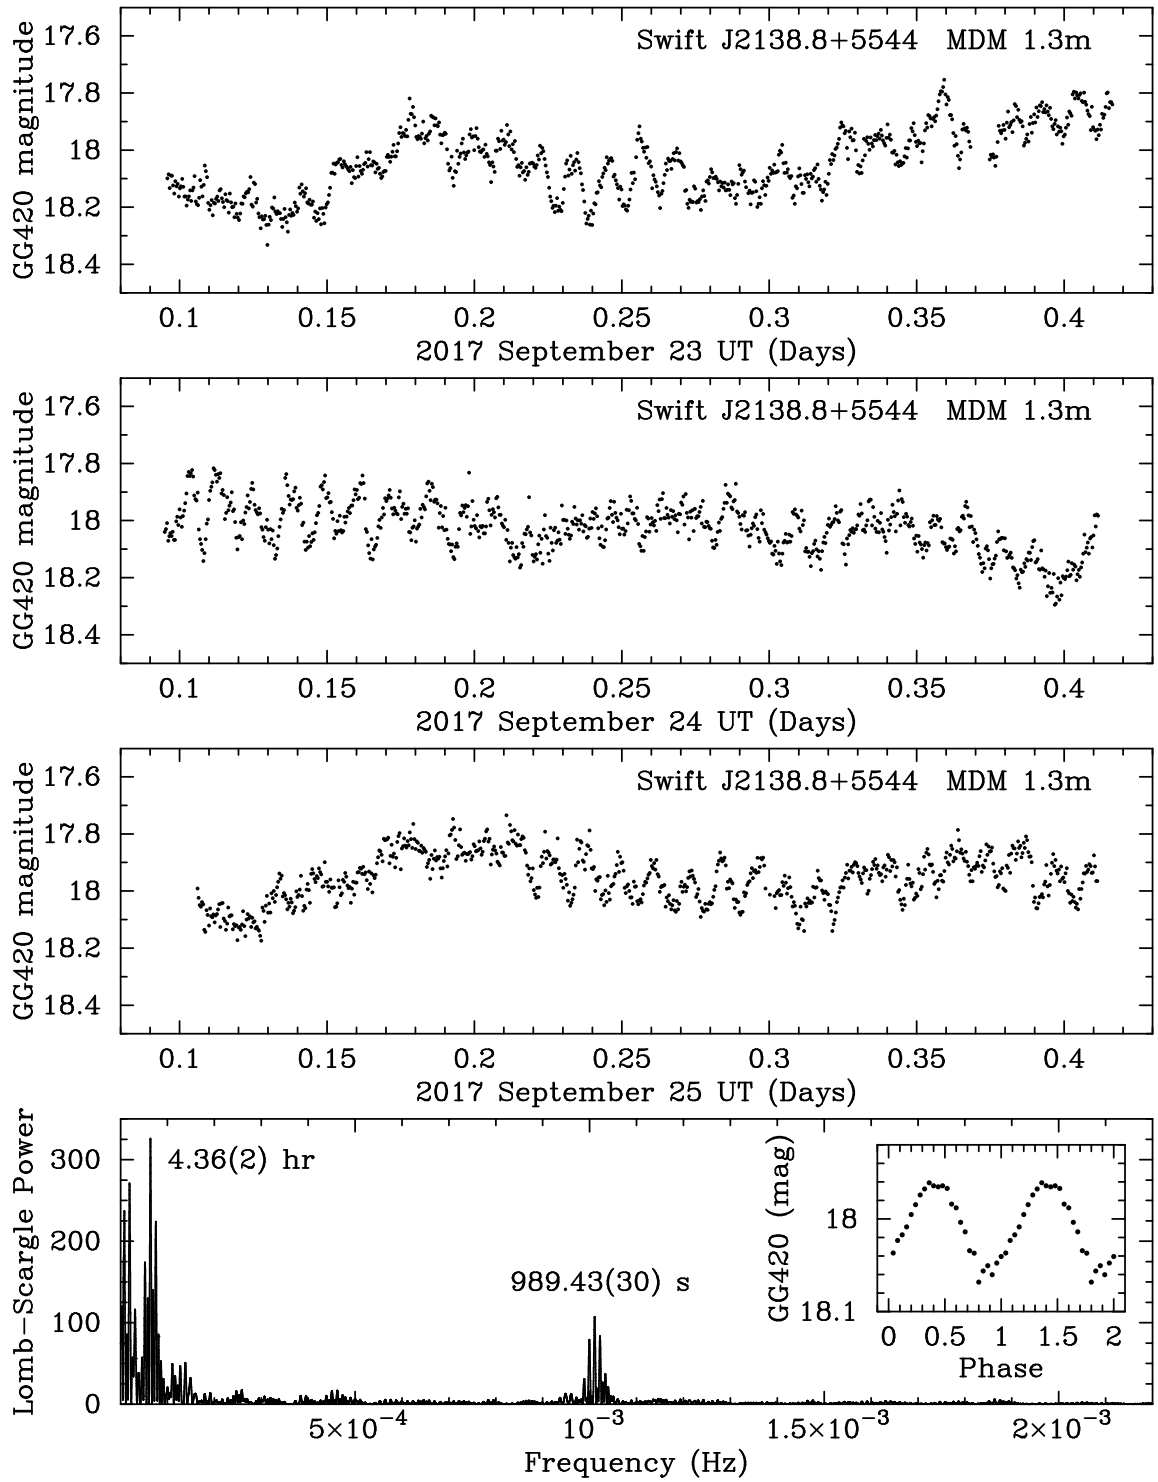 Swift J2138.8+5544 MDM 1.3m
GG420 magnitude
17.6
17.8
18
18.2
18.4
0.1 0.15 0.2 0.25 0.3 0.35 0.4
2017 September 23 UT (Days)
Swift J2138.8+5544 MDM 1.3m
GG420 magnitude
17.6
17.8
18
18.2
18.4
0.1 0.15 0.2 0.25 0.3 0.35 0.4
2017 September 24 UT (Days)
Swift J2138.8+5544 MDM 1.3m
GG420 magnitude
17.6
17.8
18
18.2
18.4
0.1 0.15 0.2 0.25 0.3 0.35 0.4
2017 September 25 UT (Days)
Lomb−Scargle Power
300
200
100
0
4.36(2) hr
989.43(30) s
GG420 (mag)
18
18.1
0 0.5 1 1.5 2
Phase
5×10⁻⁴ 10⁻³ 1.5×10⁻³ 2×10⁻³
Frequency (Hz)